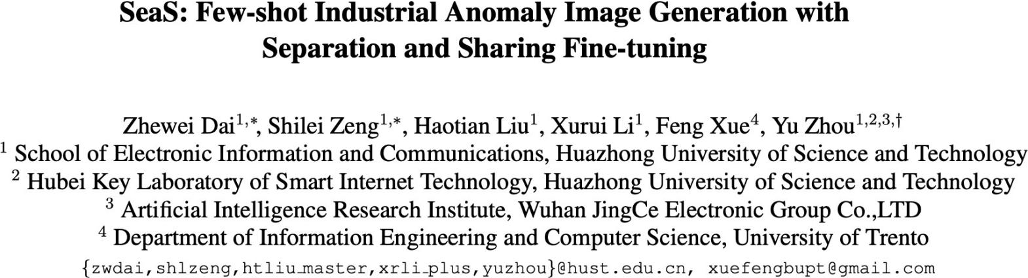 SeaS: Few-shot Industrial Anomaly Image Generation with
Separation and Sharing Fine-tuning
Zhewei Dai1,*, Shilei Zeng1,*, Haotian Liu1, Xurui Li1, Feng Xue4, Yu Zhou1,2,3,†
1 School of Electronic Information and Communications, Huazhong University of Science and Technology
2 Hubei Key Laboratory of Smart Internet Technology, Huazhong University of Science and Technology
3 Artificial Intelligence Research Institute, Wuhan JingCe Electronic Group Co.,LTD
4 Department of Information Engineering and Computer Science, University of Trento
{zwdai,shlzeng,htliu_master,xrli_plus,yuzhou}@hust.edu.cn, xuefengbupt@gmail.com